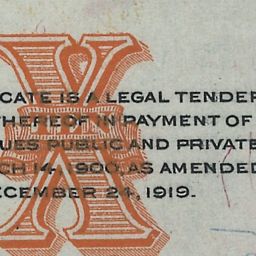 CATE IS A LEGAL TENDER
THEREOF IN PAYMENT OF
UES PUBLIC AND PRIVATE
CH 14, 1900, AS AMENDED
ECEMBER 24, 1919.